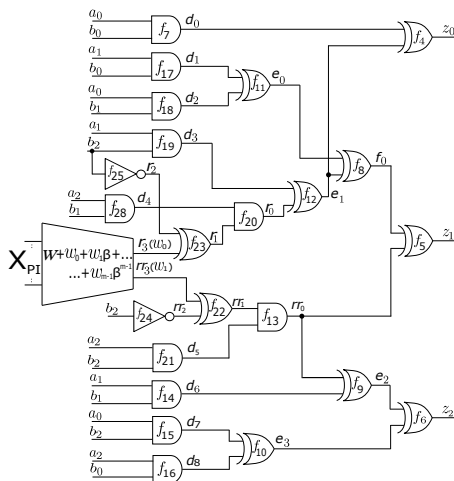 a₀ d₀
b₀ f₇ f₄ z₀
a₁ d₁
b₀ f₁₇ e₀
a₀ d₂ f₁₁
b₁ f₁₈
a₁ d₃
b₂ f₁₉ f₈ f₀
f₂₅ r₂ f₁₂ e₁
a₂ d₄ r₀
b₁ f₂₈ f₂₀
f₂₃ r₁ f₅ z₁
X_PI W+W₀+W₁β+... r₃(W₀)
...+W_{m-1}β^{m-1} rr₃(W₁)
b₂ f₂₄ rr₂ f₂₂ rr₁ f₁₃ rr₀
a₂ d₅
b₂ f₂₁
a₁ d₆ f₉ e₂
b₁ f₁₄
a₀ d₇ f₆ z₂
b₂ f₁₅ f₁₀ e₃
a₂ d₈
b₀ f₁₆